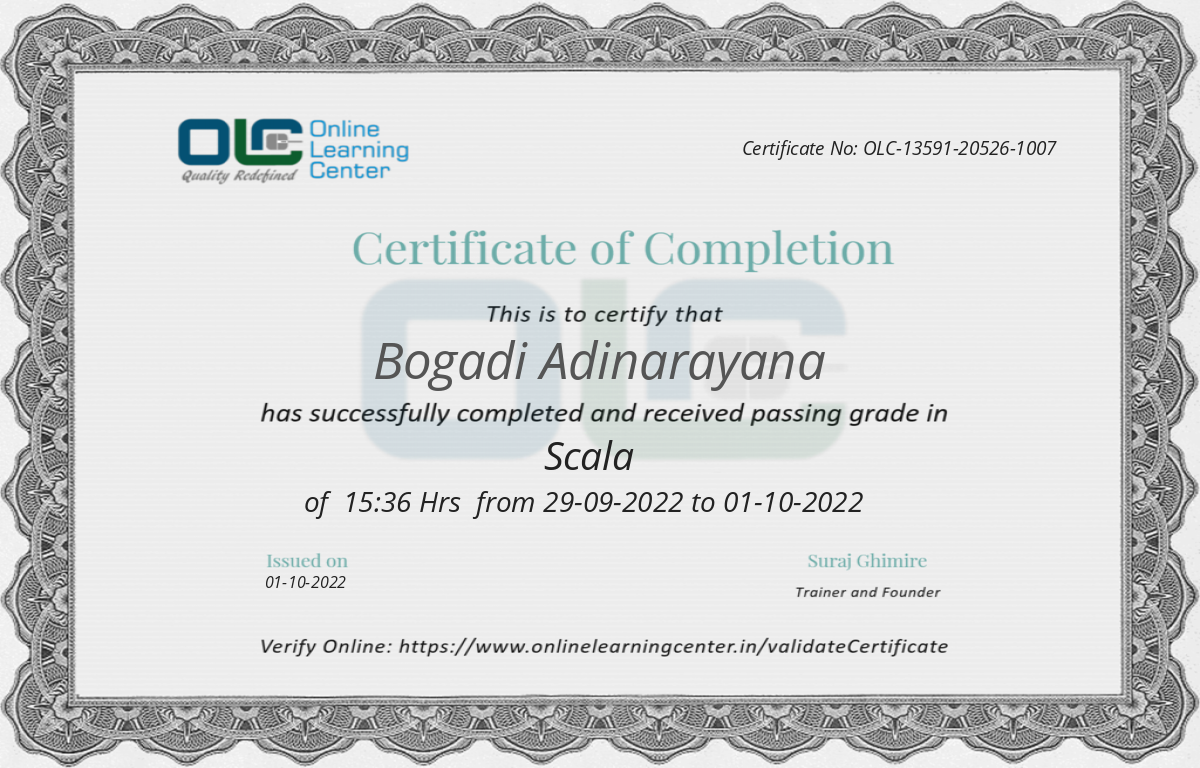 OLC Online
Learning
Center
Quality Redefined
Certificate No: OLC-13591-20526-1007
Certificate of Completion
This is to certify that
Bogadi Adinarayana
has successfully completed and received passing grade in
Scala
of 15:36 Hrs from 29-09-2022 to 01-10-2022
Issued on
01-10-2022
Suraj Ghimire
Trainer and Founder
Verify Online: https://www.onlinelearningcenter.in/validateCertificate